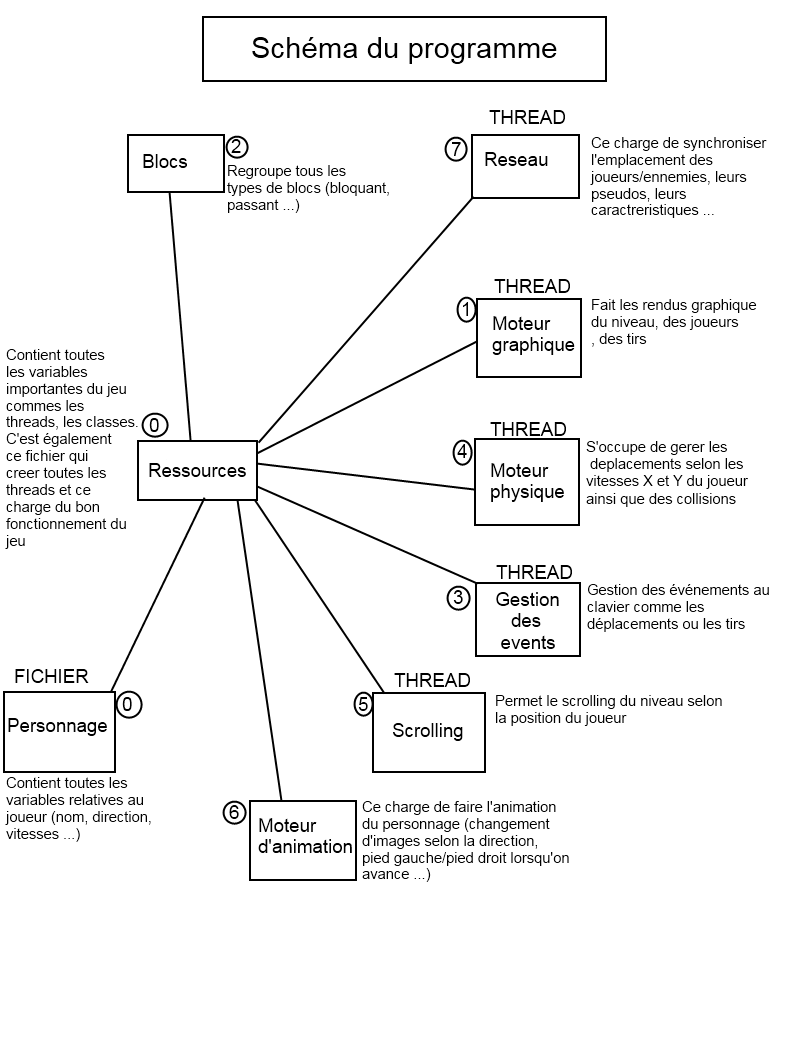 Schéma du programme
Blocs
2
Regroupe tous les
types de blocs (bloquant,
passant ...)
THREAD
7
Reseau
Ce charge de synchroniser
l'emplacement des
joueurs/ennemies, leurs
pseudos, leurs
caractreristiques ...
THREAD
1
Moteur
graphique
Fait les rendus graphique
du niveau, des joueurs
, des tirs
Contient toutes
les variables
importantes du jeu
commes les
threads, les classes.
C'est également
ce fichier qui
creer toutes les
threads et ce
charge du bon
fonctionnement du
jeu
0
Ressources
THREAD
4
Moteur
physique
S'occupe de gerer les
deplacements selon les
vitesses X et Y du joueur
ainsi que des collisions
THREAD
3
Gestion
des
events
Gestion des événements au
clavier comme les
déplacements ou les tirs
FICHIER
0
Personnage
Contient toutes les
variables relatives au
joueur (nom, direction,
vitesses ...)
THREAD
5
Scrolling
Permet le scrolling du niveau selon
la position du joueur
6
Moteur
d'animation
Ce charge de faire l'animation
du personnage (changement
d'images selon la direction,
pied gauche/pied droit lorsqu'on
avance ...)